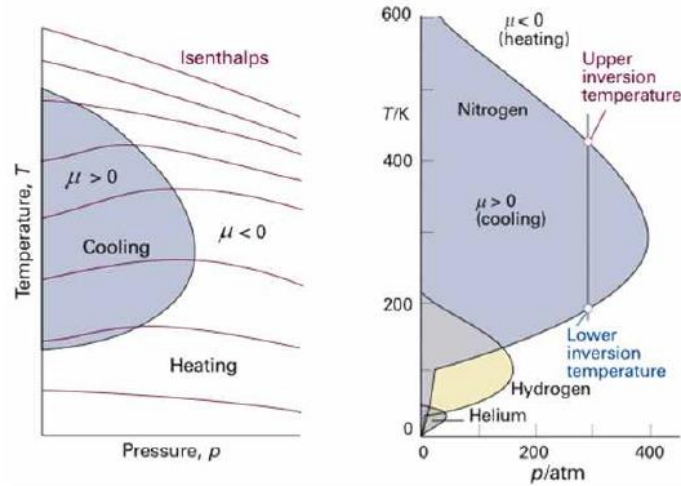 Isenthalps
μ > 0
Cooling
μ < 0
Heating
Temperature, T
Pressure, p
600
μ < 0
(heating)
Upper
inversion
temperature
T/K
Nitrogen
400
μ > 0
(cooling)
200
Lower
inversion
temperature
Hydrogen
Helium
0
0
200
400
p/atm